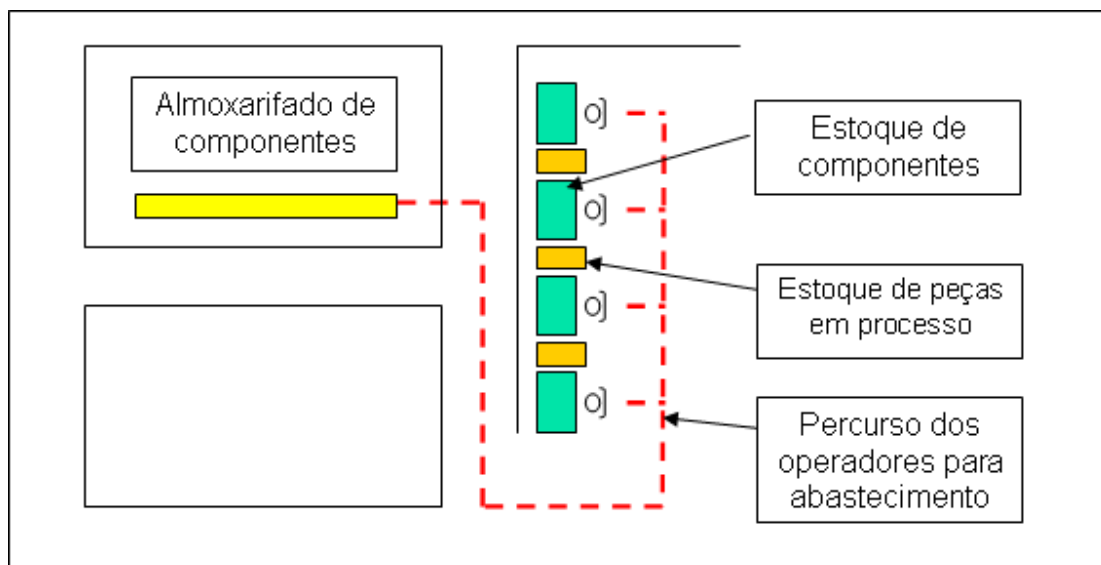 Almoxarifado de
componentes
Estoque de
componentes
Estoque de peças
em processo
Percurso dos
operadores para
abastecimento